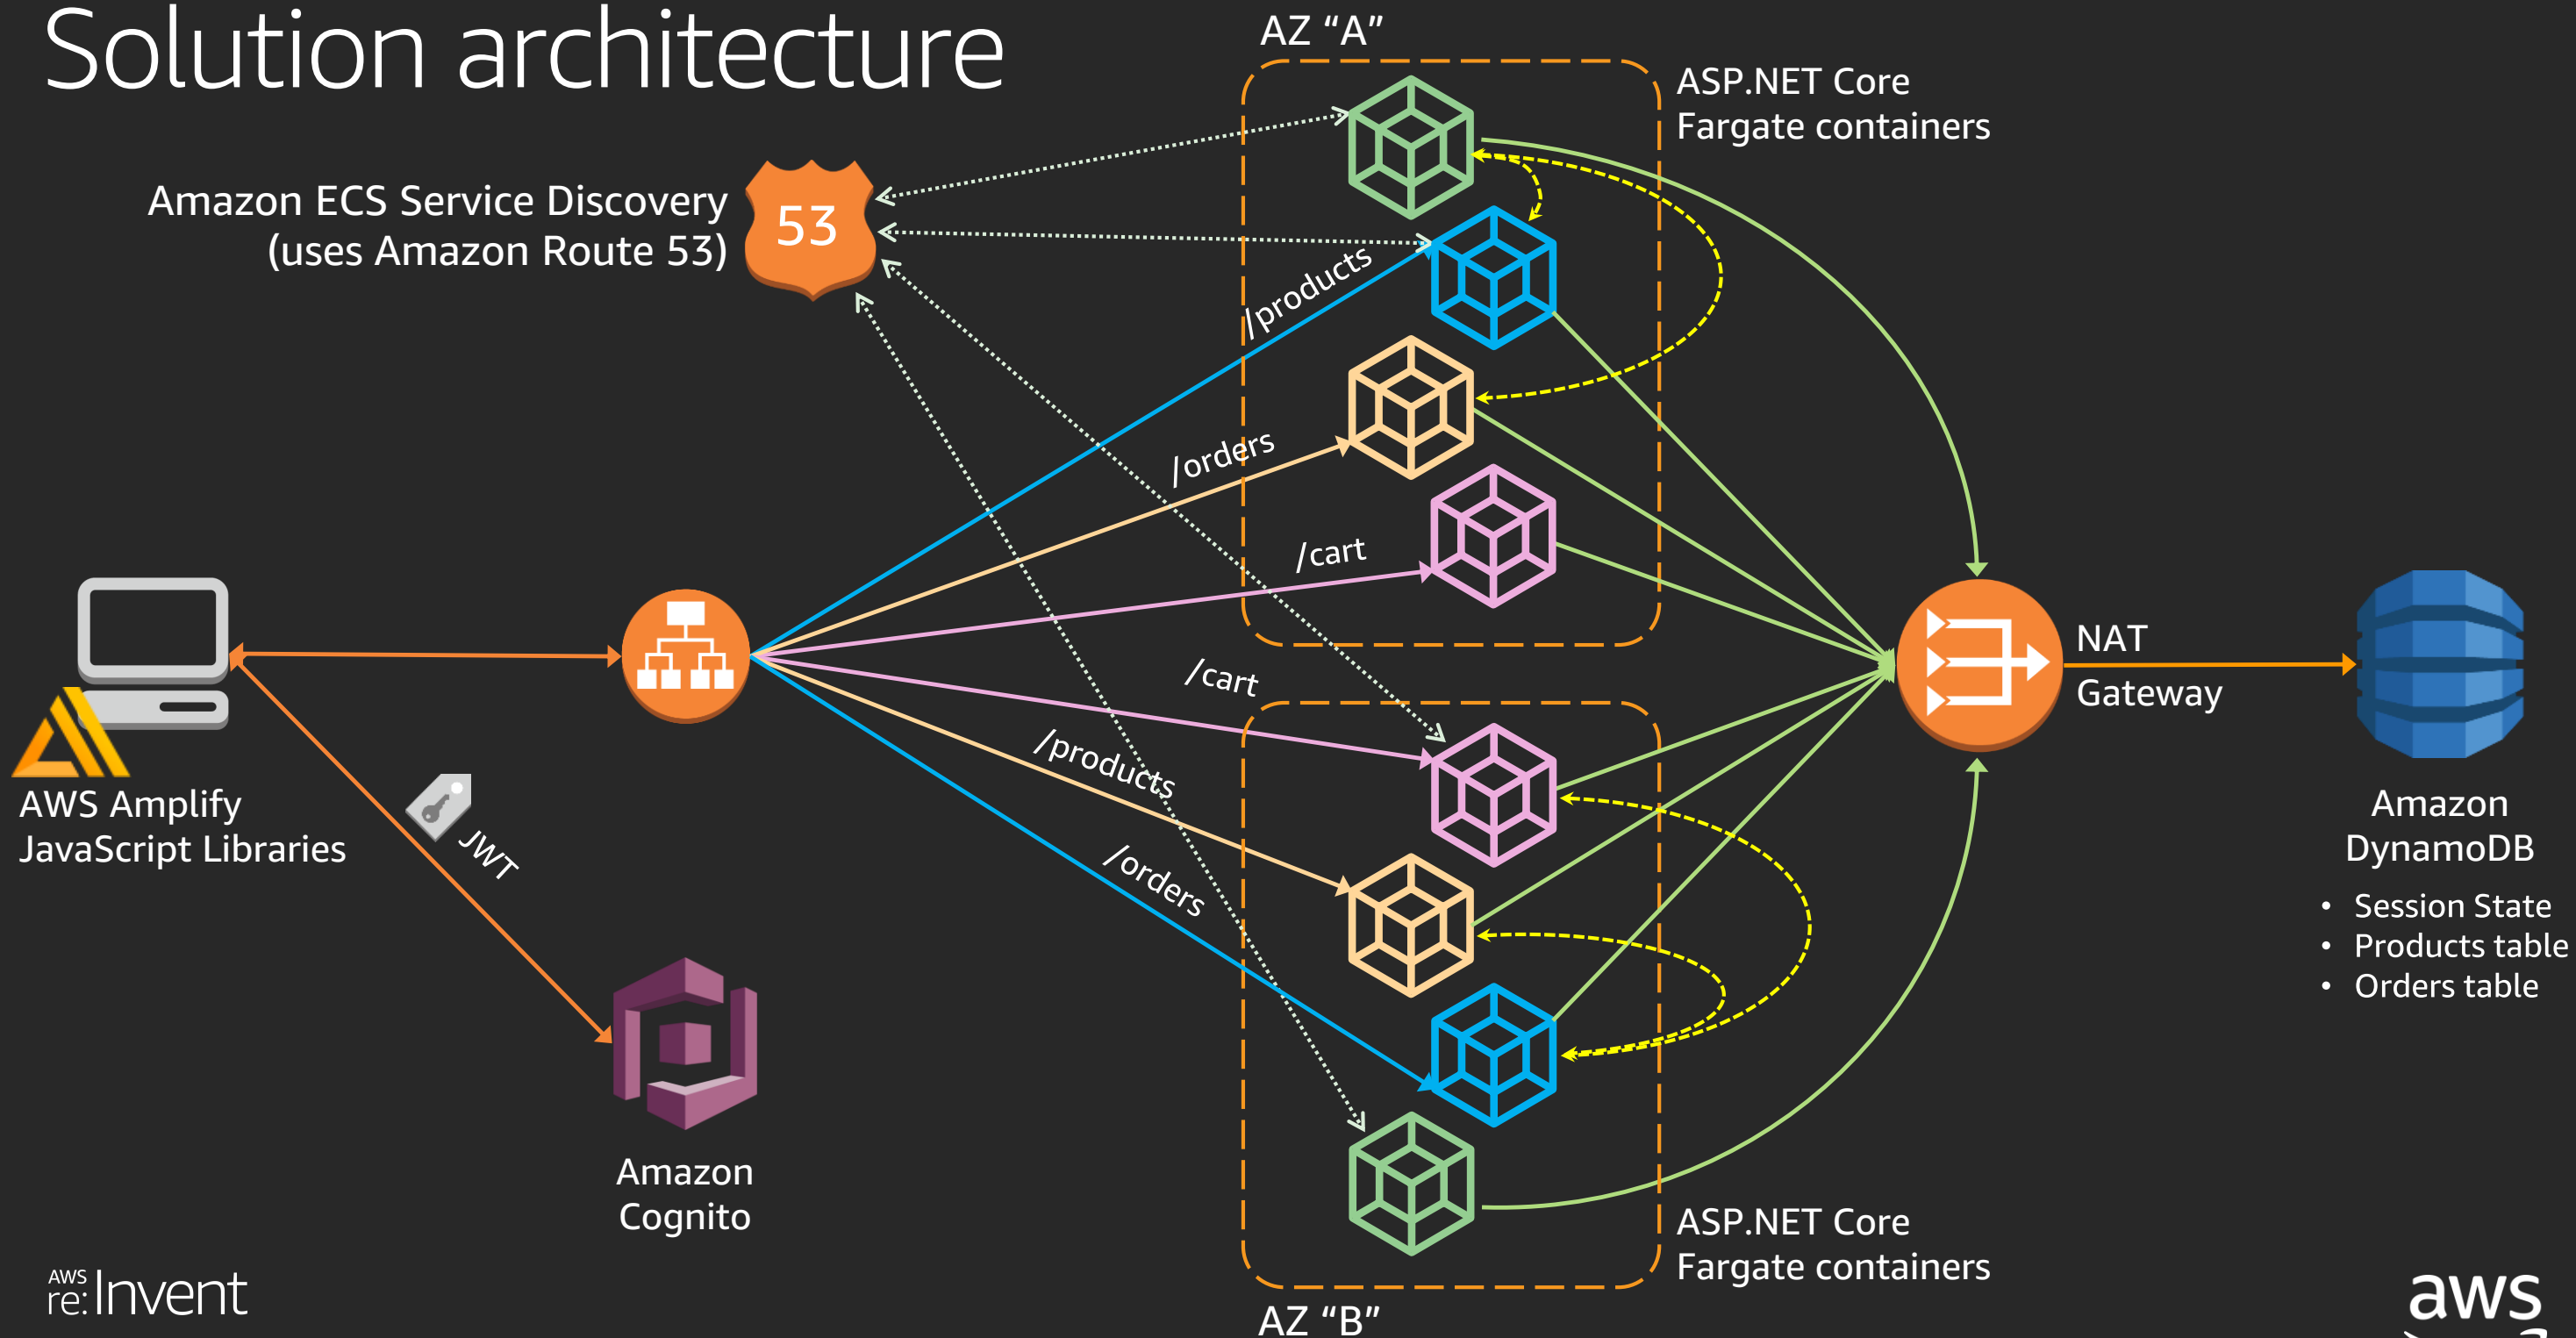 Solution architecture
AZ “A”
ASP.NET Core
Fargate containers
Amazon ECS Service Discovery
(uses Amazon Route 53)
53
/products
/orders
/cart
/cart
/products
/orders
AWS Amplify
JavaScript Libraries
JWT
Amazon
Cognito
NAT
Gateway
Amazon
DynamoDB
• Session State
• Products table
• Orders table
ASP.NET Core
Fargate containers
AZ “B”
AWS
re:Invent
aws